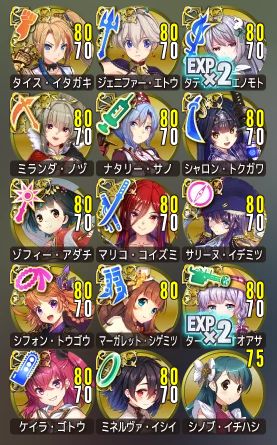 80 80 80
70 70
EXP
×2
タイス・イタガキ ジェニファー・エトウ タデ エノモト
80 80 80
70 70 70
ミランダ・ノヅ ナタリー・サノ シャロン・トクガワ
80 80 80
70 70 70
ゾフィー・アダチ マリコ・コイズミ サリーヌ・イデミツ
80 80 80
70 70
EXP
×2
シフォン・トウゴウ マーガレット・シゲミツ ター オアサ
80 80 75
70 70
ケイラ・ゴトウ ミネルヴァ・イシイ シノブ・イチハシ